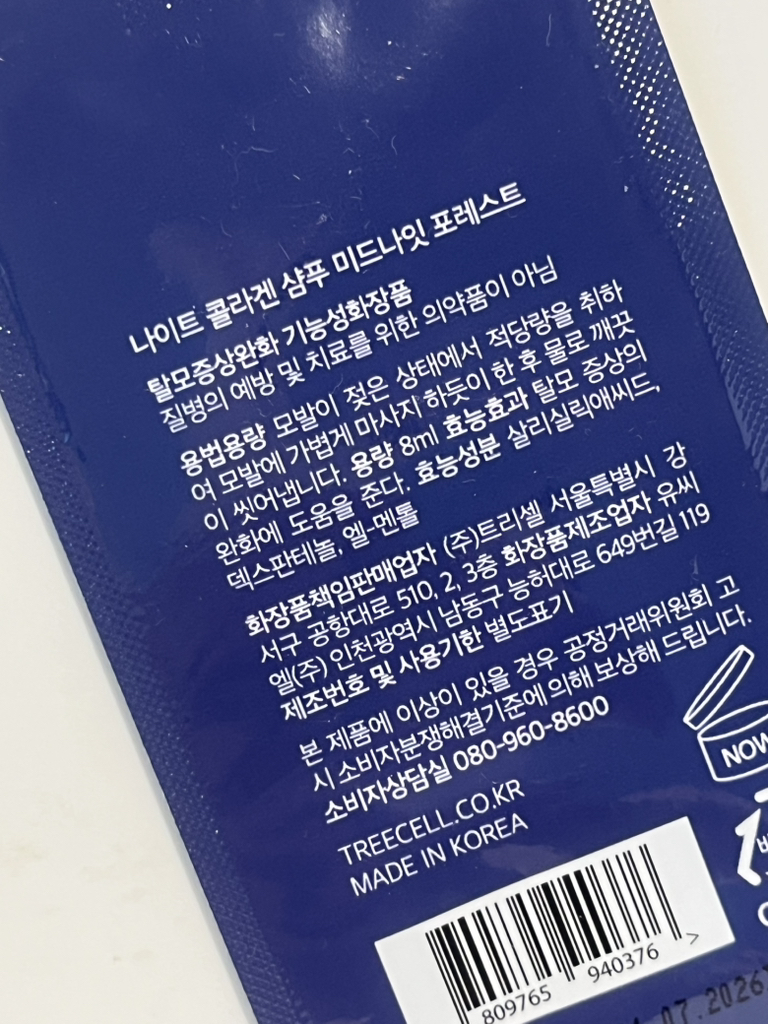 나이트 콜라겐 샴푸 미드나잇 포레스트
탈모증상완화 기능성화장품
질병의 예방 및 치료를 위한 의약품이 아님
용법용량 모발이 젖은 상태에서 적당량을 취하
여 모발에 가볍게 마사지 하듯이 한 후 물로 깨끗
이 씻어냅니다. 용량 8ml 효능효과 탈모 증상의
완화에 도움을 준다. 효능성분 살리실릭애씨드,
덱스판테놀, 엘-멘톨
화장품책임판매업자 (주)트리셀 서울특별시 강
서구 공항대로 510, 2, 3층 화장품제조업자 유씨
엘(주) 인천광역시 남동구 능허대로 649번길 119
제조번호 및 사용기한 별도표기
본 제품에 이상이 있을 경우 공정거래위원회 고
시 소비자분쟁해결기준에 의해 보상해 드립니다.
소비자상담실 080-960-8600
TREECELL.CO.KR
MADE IN KOREA
NOW
809765 940376 >
07.2026